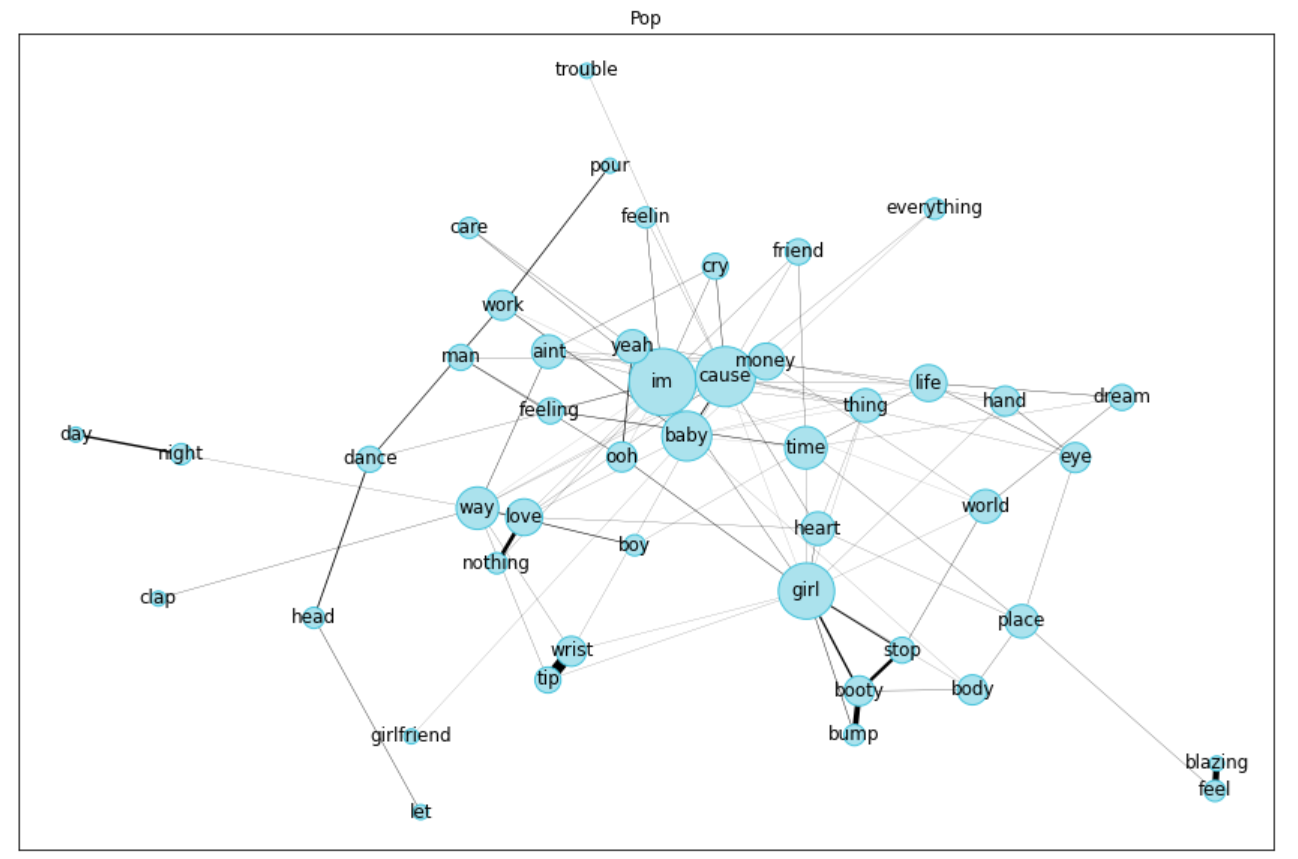 Pop
trouble
pour
everything
feelin
care
friend
cry
work
yeah
aint
man
money
cause
im
life
dream
hand
thing
feeling
day
baby
time
night
dance
ooh
eye
way
world
love
heart
boy
nothing
girl
clap
head
place
wrist
stop
tip
body
booty
bump
girlfriend
blazing
feel
let